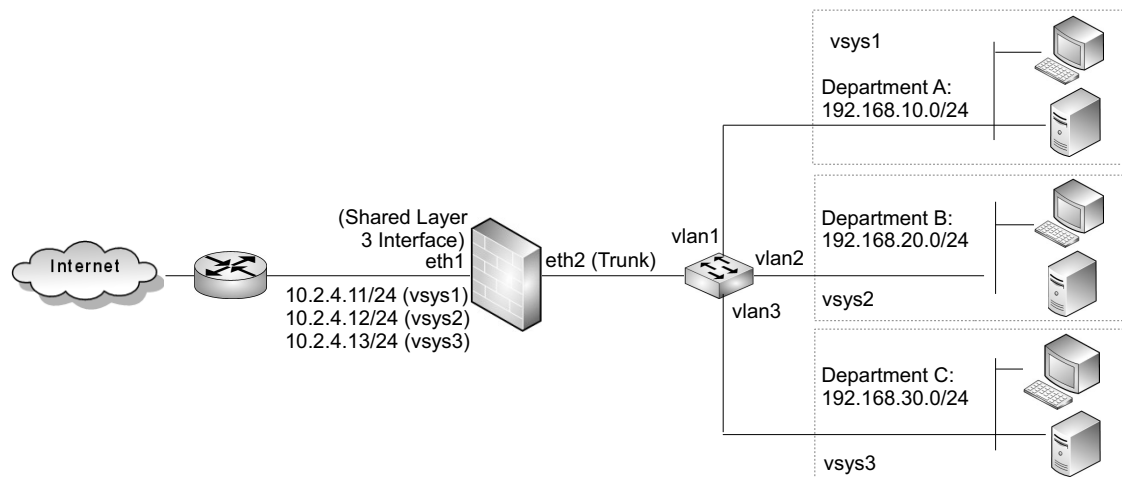 vsys1
Department A:
192.168.10.0/24
(Shared Layer
3 Interface)
eth1
Internet
10.2.4.11/24 (vsys1)
10.2.4.12/24 (vsys2)
10.2.4.13/24 (vsys3)
eth2 (Trunk)
vlan1
vlan2
vlan3
Department B:
192.168.20.0/24
vsys2
Department C:
192.168.30.0/24
vsys3